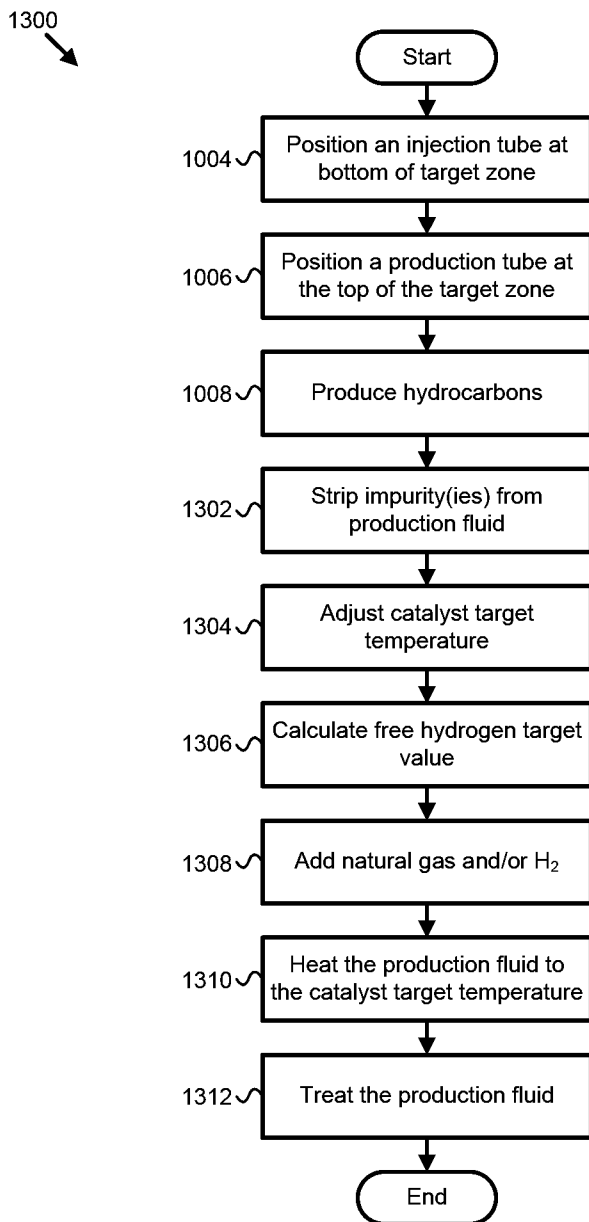 1300
Start
1004
Position an injection tube at
bottom of target zone
1006
Position a production tube at
the top of the target zone
1008
Produce hydrocarbons
1302
Strip impurity(ies) from
production fluid
1304
Adjust catalyst target
temperature
1306
Calculate free hydrogen target
value
1308
Add natural gas and/or H₂
1310
Heat the production fluid to
the catalyst target temperature
1312
Treat the production fluid
End